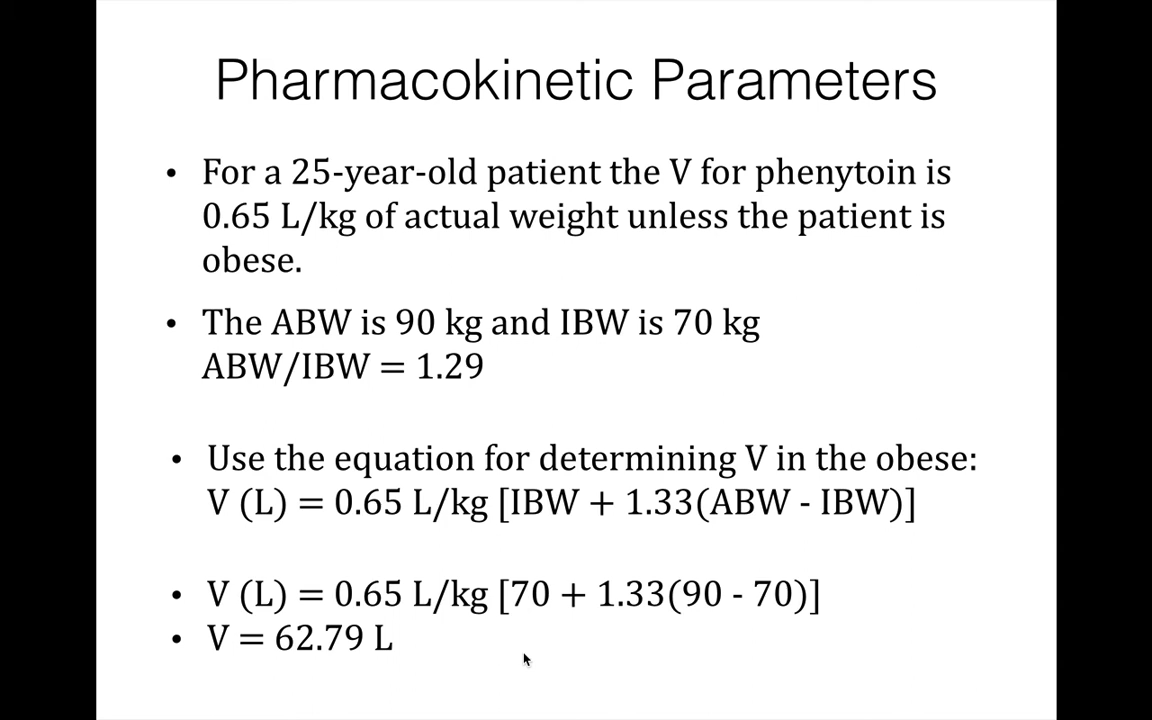 Pharmacokinetic Parameters
• For a 25-year-old patient the V for phenytoin is
0.65 L/kg of actual weight unless the patient is
obese.
• The ABW is 90 kg and IBW is 70 kg
ABW/IBW = 1.29
• Use the equation for determining V in the obese:
V (L) = 0.65 L/kg [IBW + 1.33(ABW - IBW)]
• V (L) = 0.65 L/kg [70 + 1.33(90 - 70)]
• V = 62.79 L